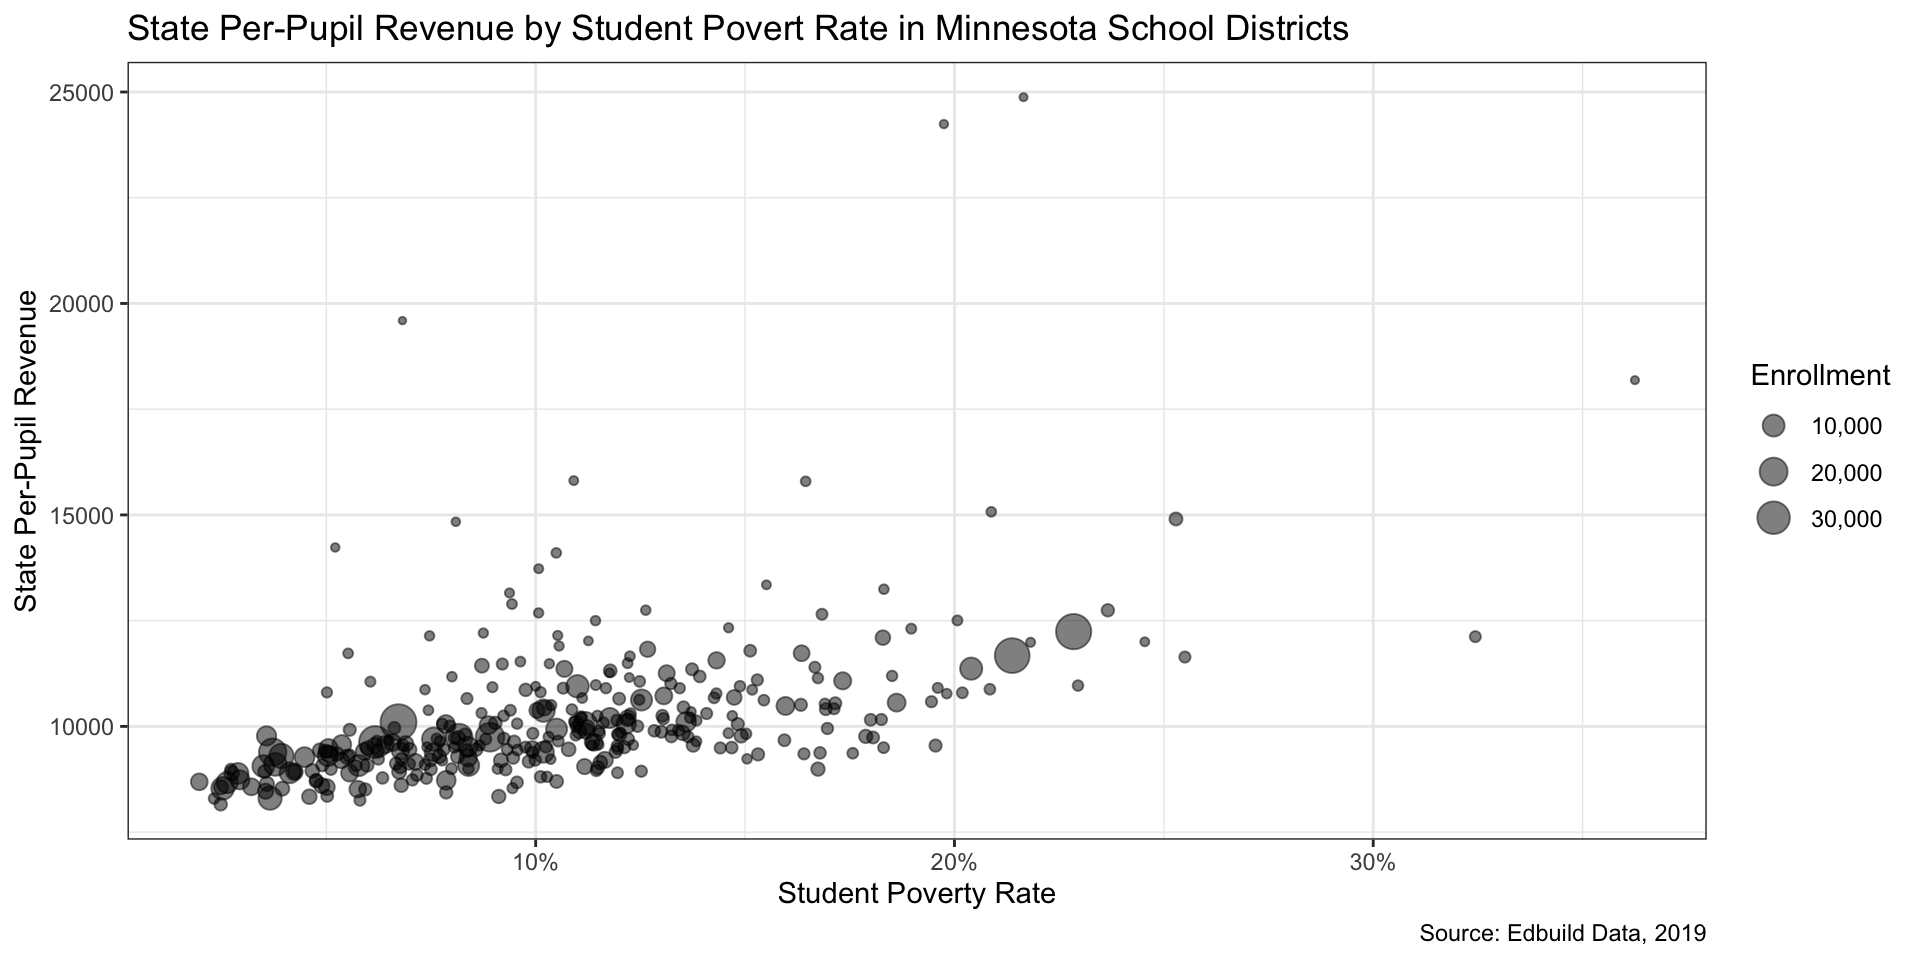 State Per-Pupil Revenue by Student Povert Rate in Minnesota School Districts
25000
20000
15000
10000
State Per-Pupil Revenue
10%
20%
30%
Student Poverty Rate
Enrollment
10,000
20,000
30,000
Source: Edbuild Data, 2019